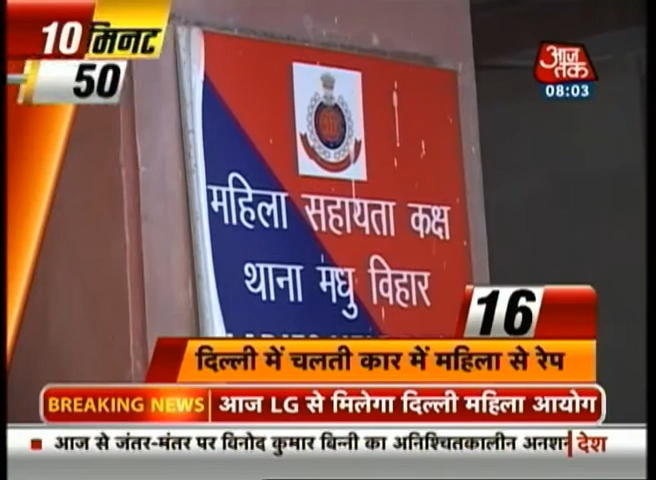 10 मिनट
50
आज तक
08:03
महिला सहायता कक्ष
थाना मधु विहार
16
दिल्ली में चलती कार में महिला से रेप
BREAKING NEWS आज LG से मिलेगा दिल्ली महिला आयोग
आज से जंतर-मंतर पर विनोद कुमार बिन्नी का अनिश्चितकालीन अनशन देश